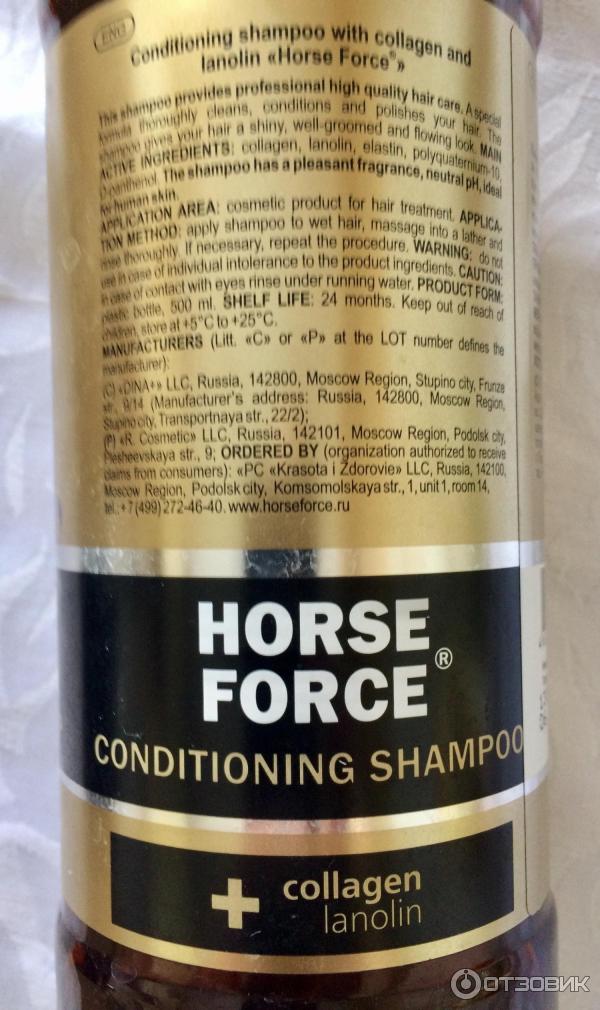 ENG
Conditioning shampoo with collagen and
lanolin «Horse Force®»
This shampoo provides professional high quality hair care. A special
formula thoroughly cleans, conditions and polishes your hair. The
shampoo gives your hair a shiny, well-groomed and flowing look. MAIN
ACTIVE INGREDIENTS: collagen, lanolin, elastin, polyquaternium-10,
D-panthenol. The shampoo has a pleasant fragrance, neutral pH, ideal
for human skin.
APPLICATION AREA: cosmetic product for hair treatment. APPLICA-
TION METHOD: apply shampoo to wet hair, massage into a lather and
rinse thoroughly. If necessary, repeat the procedure. WARNING: do not
use in case of individual intolerance to the product ingredients. CAUTION:
in case of contact with eyes rinse under running water. PRODUCT FORM:
plastic bottle, 500 ml. SHELF LIFE: 24 months. Keep out of reach of
children, store at +5°C to +25°C.
MANUFACTURERS (Litt. «C» or «P» at the LOT number defines the
manufacturer):
(C) «DINA+» LLC, Russia, 142800, Moscow Region, Stupino city, Frunze
str., 9/14 (Manufacturer's address: Russia, 142800, Moscow Region,
Stupino city, Transportnaya str., 22/2);
(P) «R. Cosmetic» LLC, Russia, 142101, Moscow Region, Podolsk city,
Plesheevskaya str., 9; ORDERED BY (organization authorized to receive
claims from consumers): «PC «Krasota i Zdorovie» LLC, Russia, 142100,
Moscow Region, Podolsk city, Komsomolskaya str., 1, unit 1, room 14,
tel.: +7 (499) 272-46-40. www.horseforce.ru
HORSE
FORCE®
CONDITIONING SHAMPOO
+ collagen
lanolin
ОТЗОВИК